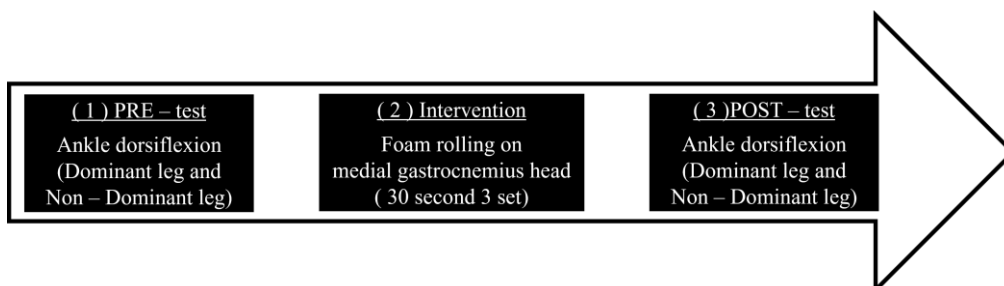 ( 1 ) PRE – test
Ankle dorsiflexion
(Dominant leg and
Non – Dominant leg)
( 2 ) Intervention
Foam rolling on
medial gastrocnemius head
( 30 second 3 set)
( 3 )POST – test
Ankle dorsiflexion
(Dominant leg and
Non – Dominant leg)